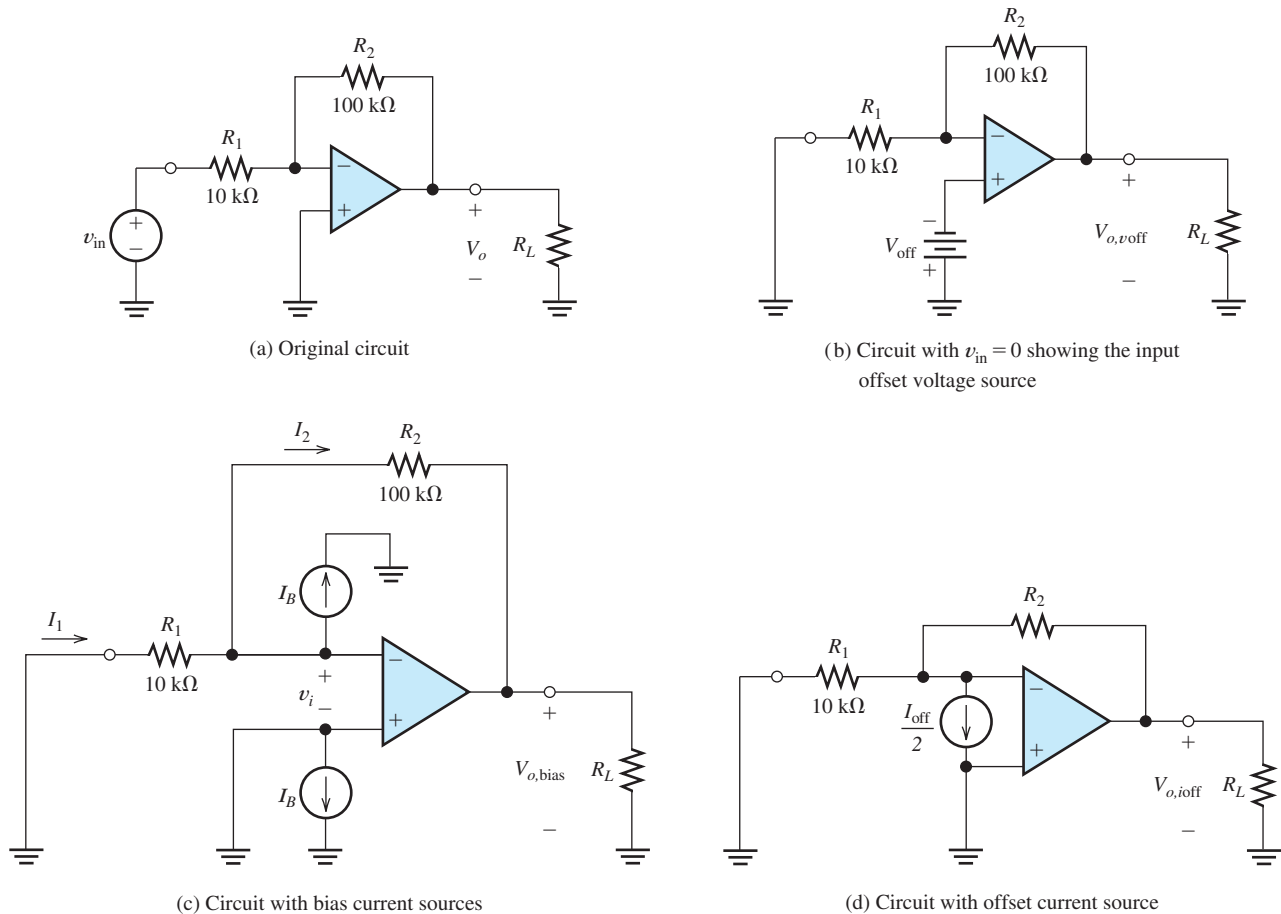 R2
100 kΩ
R1
10 kΩ
−
+
vin
+
−
+
Vo
−
RL
(a) Original circuit
R2
100 kΩ
R1
10 kΩ
−
+
−
Voff
+
+
Vo,voff
−
RL
(b) Circuit with vin = 0 showing the input
offset voltage source
I2
R2
100 kΩ
IB
I1
R1
10 kΩ
+
vi
−
−
+
IB
+
Vo,bias
−
RL
(c) Circuit with bias current sources
R2
R1
10 kΩ
Ioff
2
−
+
+
Vo,ioff
−
RL
(d) Circuit with offset current source